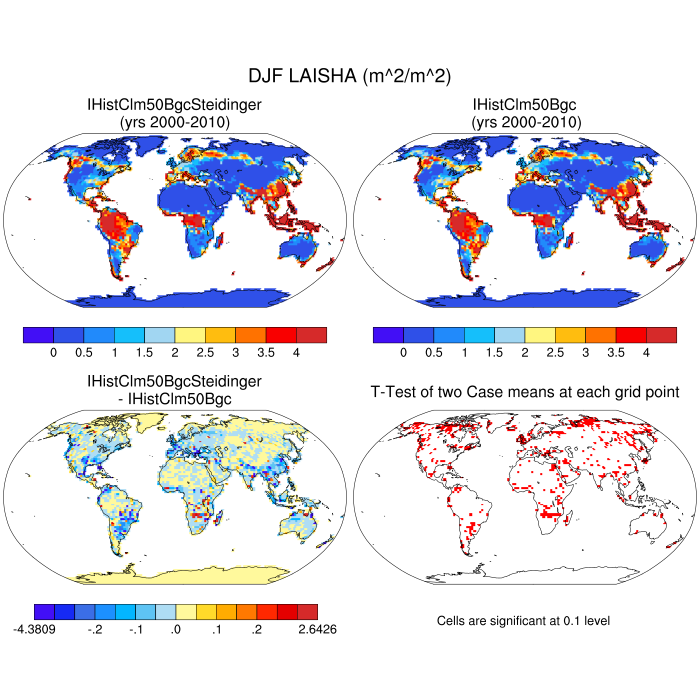 DJF LAISHA (m^2/m^2)
IHistClm50BgcSteidinger
(yrs 2000-2010)
IHistClm50Bgc
(yrs 2000-2010)
0 0.5 1 1.5 2 2.5 3 3.5 4
0 0.5 1 1.5 2 2.5 3 3.5 4
IHistClm50BgcSteidinger
- IHistClm50Bgc
T-Test of two Case means at each grid point
-4.3809 -.2 -.1 .0 .1 .2 2.6426
Cells are significant at 0.1 level